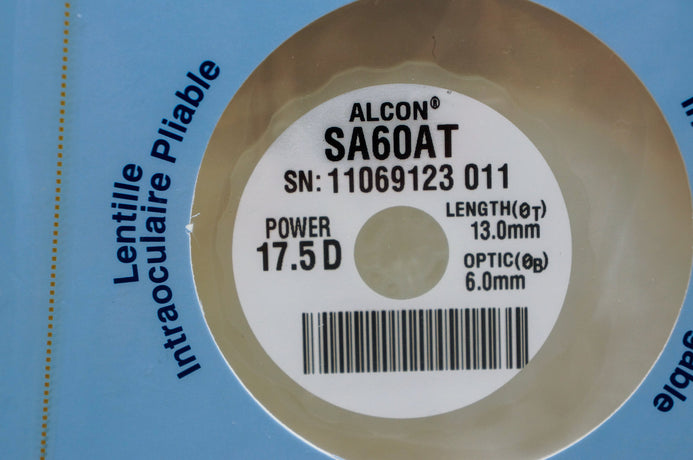 Lentille
Intraoculaire Pliable
ALCON®
SA60AT
SN: 11069123 011
POWER
17.5 D
LENGTH(ØT)
13.0mm
OPTIC(ØB)
6.0mm